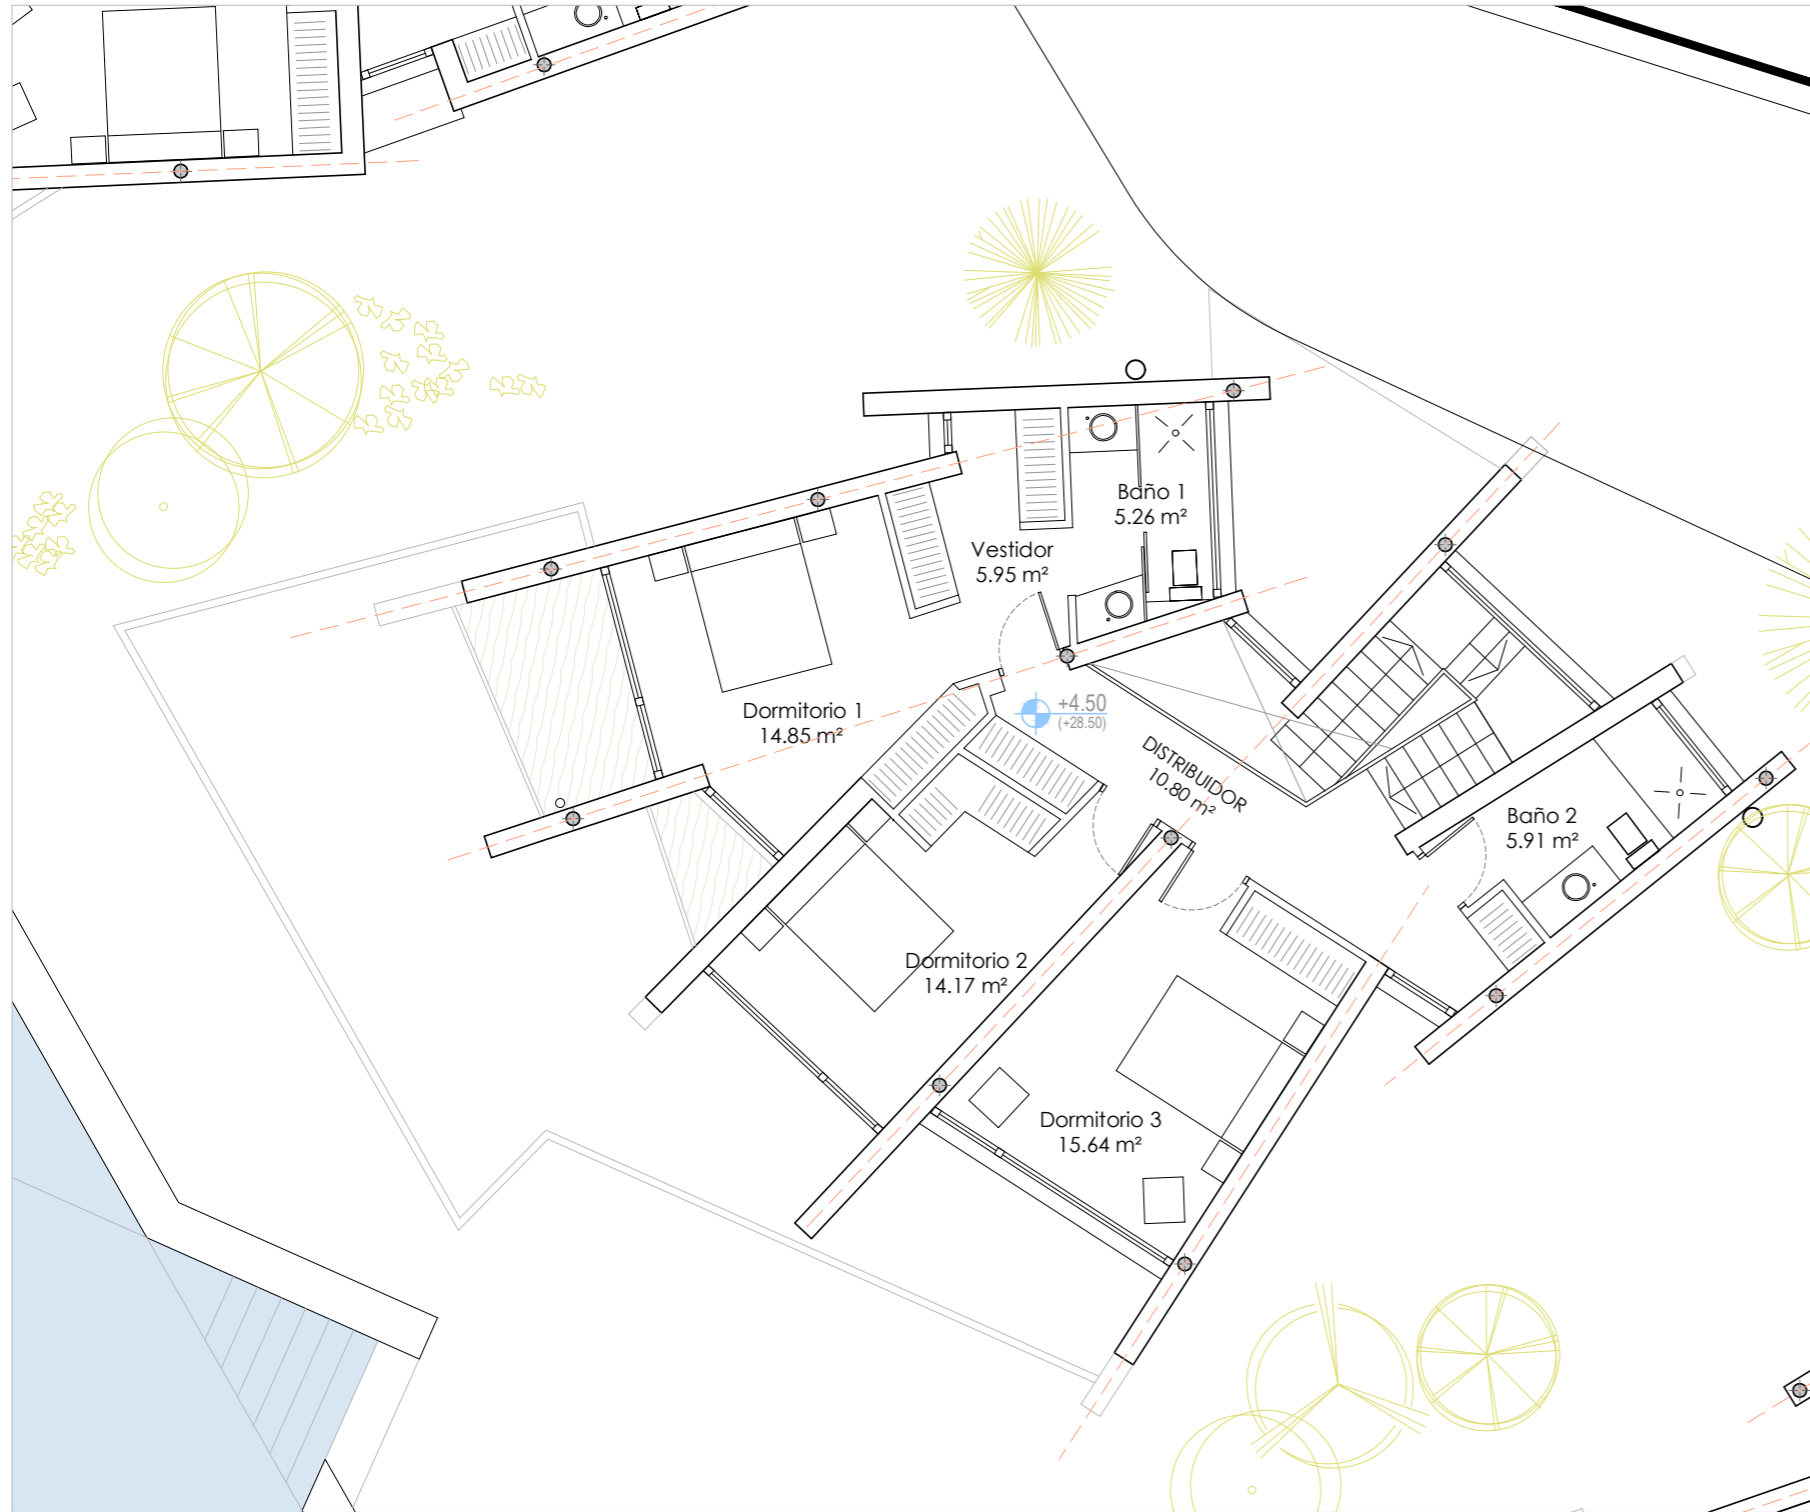 Baño 1
5.26 m²
Vestidor
5.95 m²
Dormitorio 1
14.85 m²
+4.50
(+28.50)
DISTRIBUIDOR
10.80 m²
Baño 2
5.91 m²
Dormitorio 2
14.17 m²
Dormitorio 3
15.64 m²